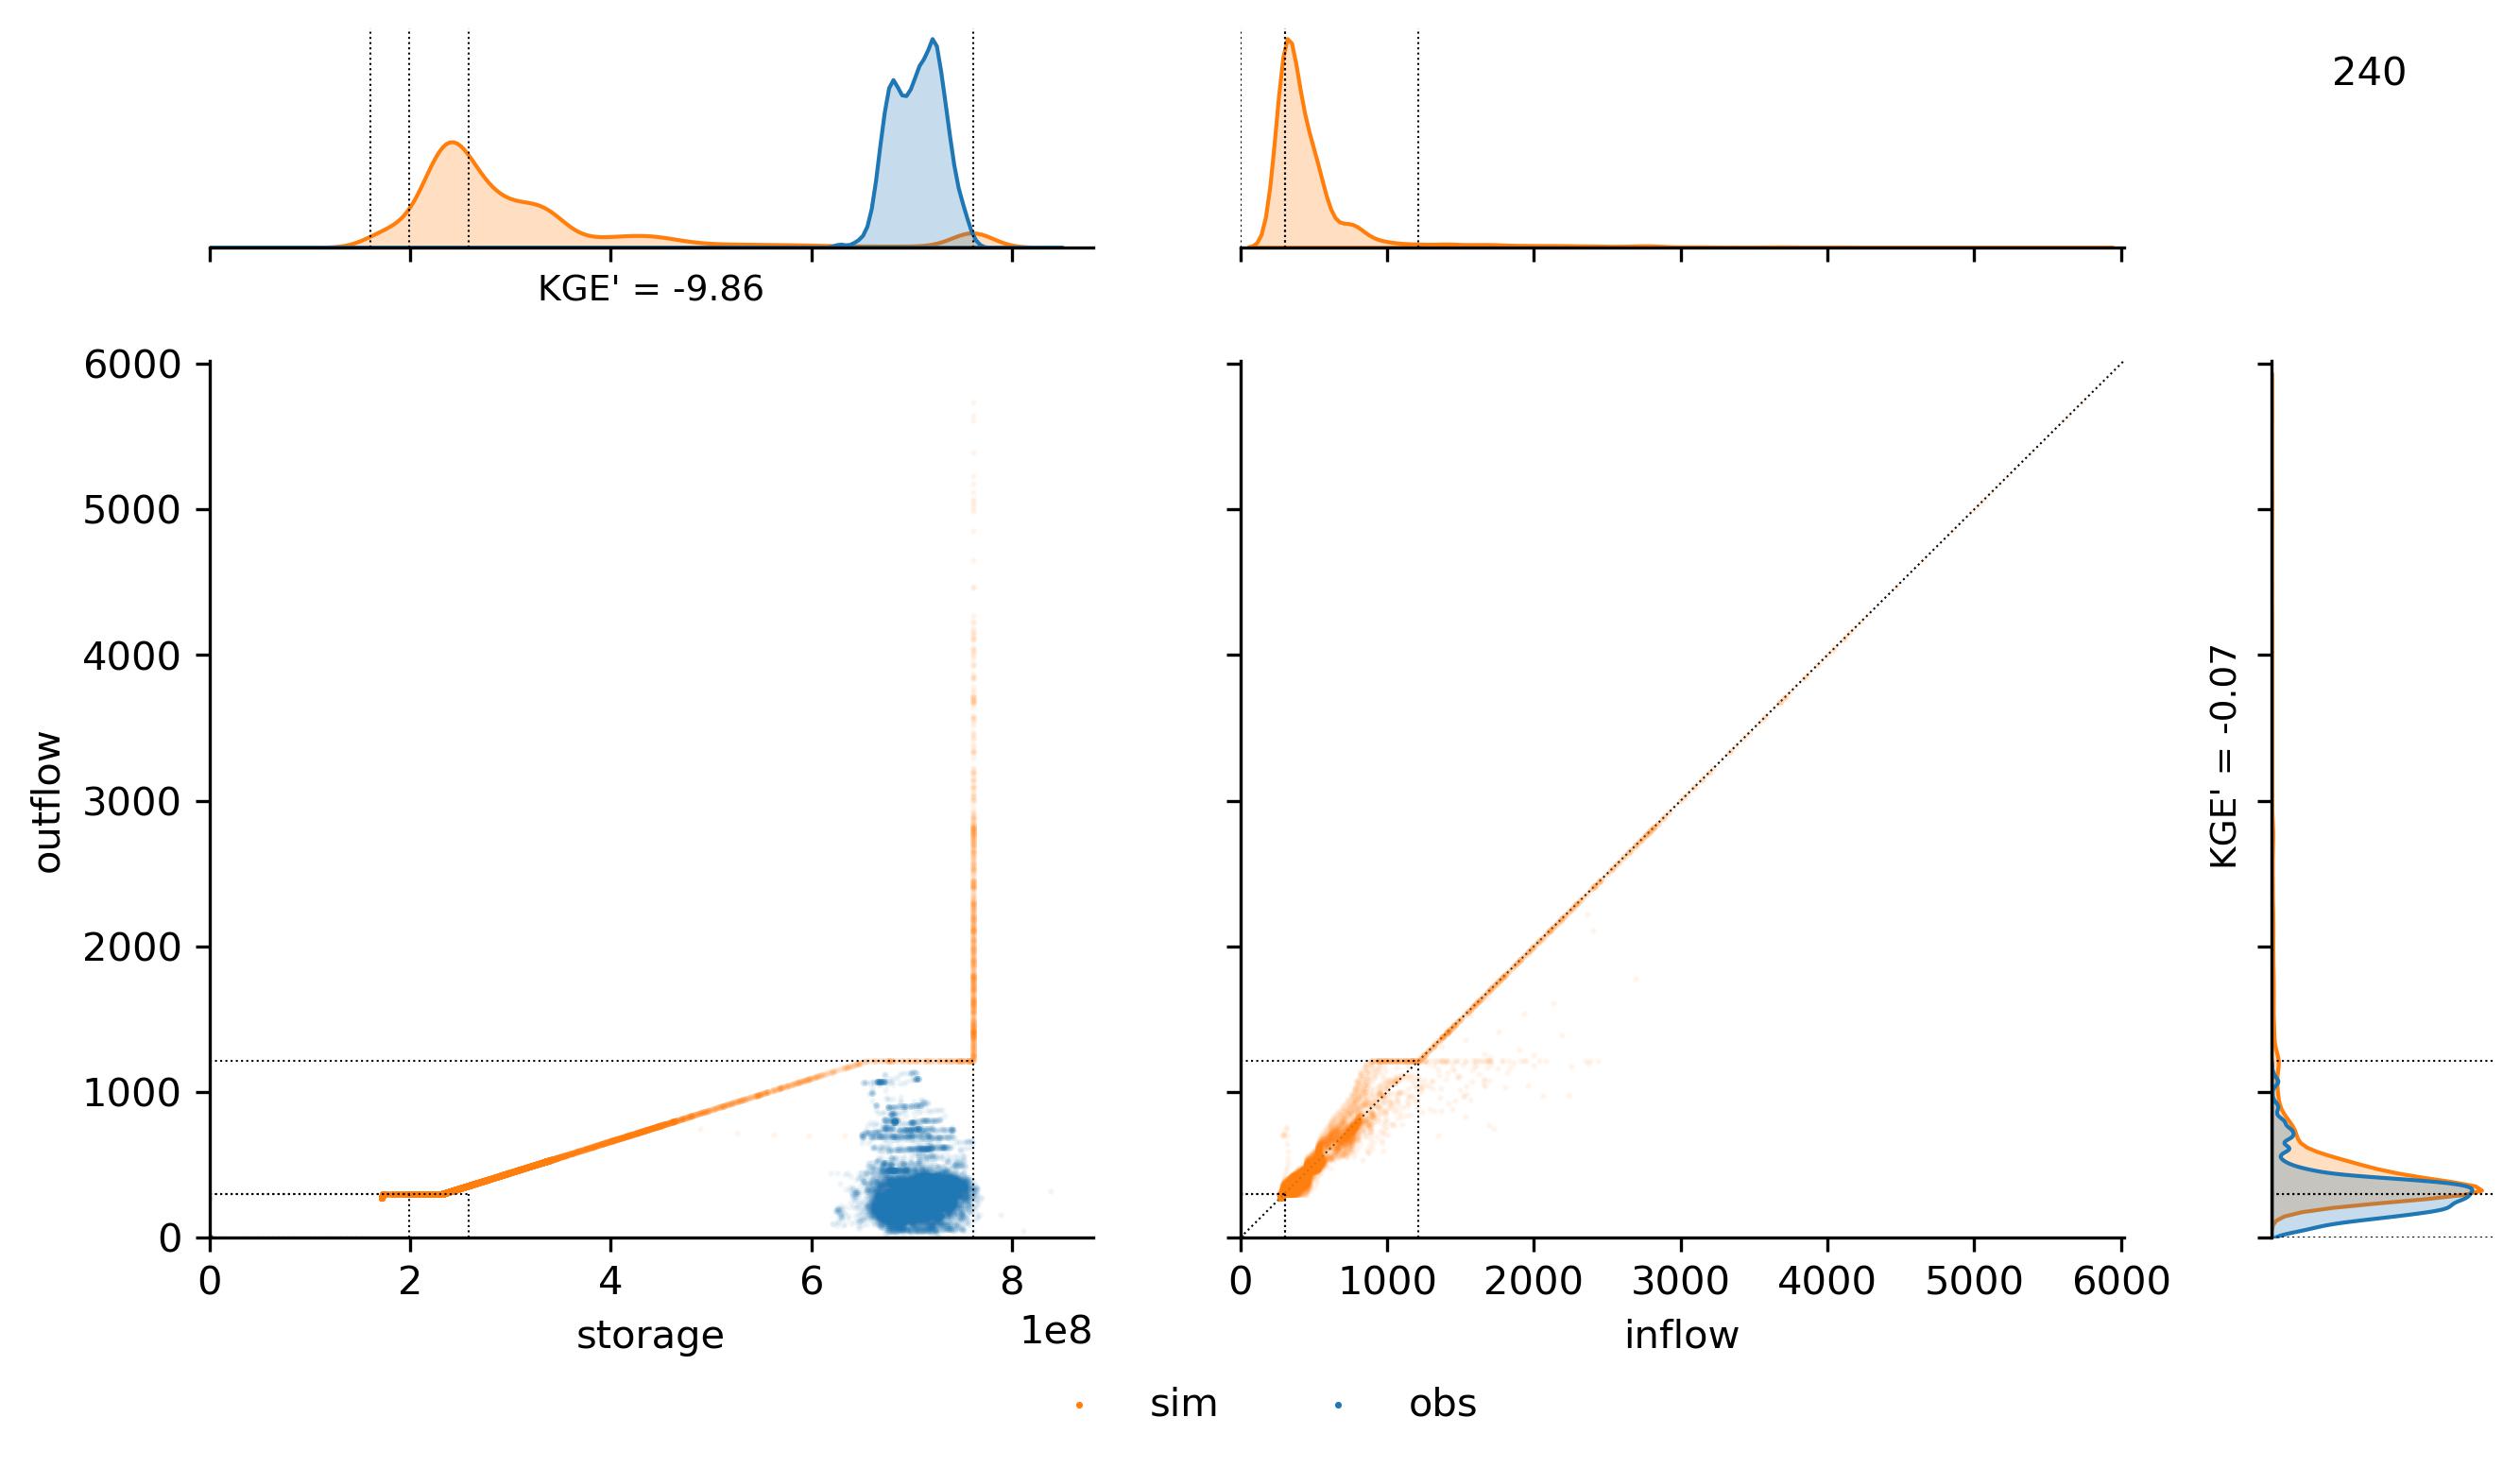 240
KGE' = -9.86
6000
5000
4000
3000
2000
1000
0
outflow
0 2 4 6 8
1e8
storage
0 1000 2000 3000 4000 5000 6000
inflow
KGE' = -0.07
sim obs